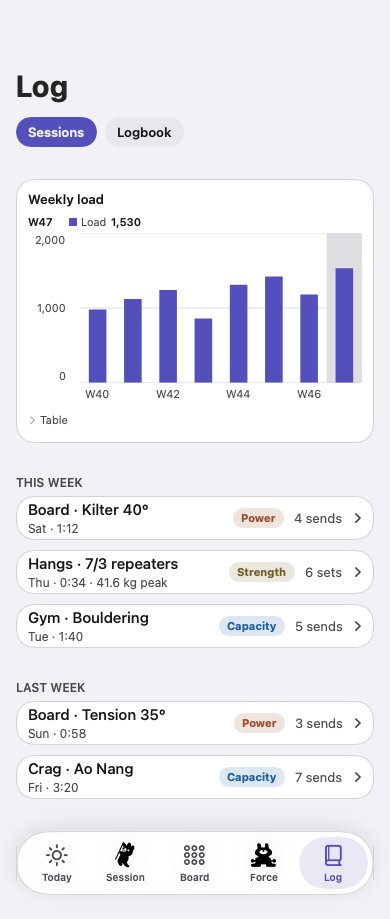 Log
Sessions Logbook
Weekly load
W47 Load 1,530
2,000
1,000
0
W40 W42 W44 W46
Table
THIS WEEK
Board · Kilter 40° Power 4 sends
Sat · 1:12
Hangs · 7/3 repeaters Strength 6 sets
Thu · 0:34 · 41.6 kg peak
Gym · Bouldering Capacity 5 sends
Tue · 1:40
LAST WEEK
Board · Tension 35° Power 3 sends
Sun · 0:58
Crag · Ao Nang Capacity 7 sends
Fri · 3:20
Today Session Board Force Log